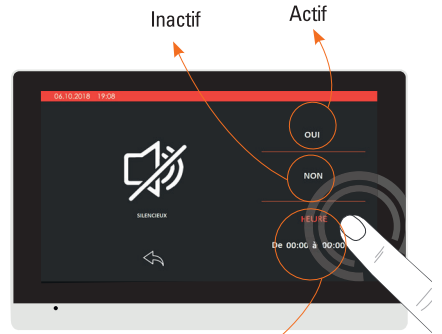 Inactif
Actif
06.10.2018 19:08
OUI
NON
SILENCIEUX
HEURE
De 00:00 à 00:00